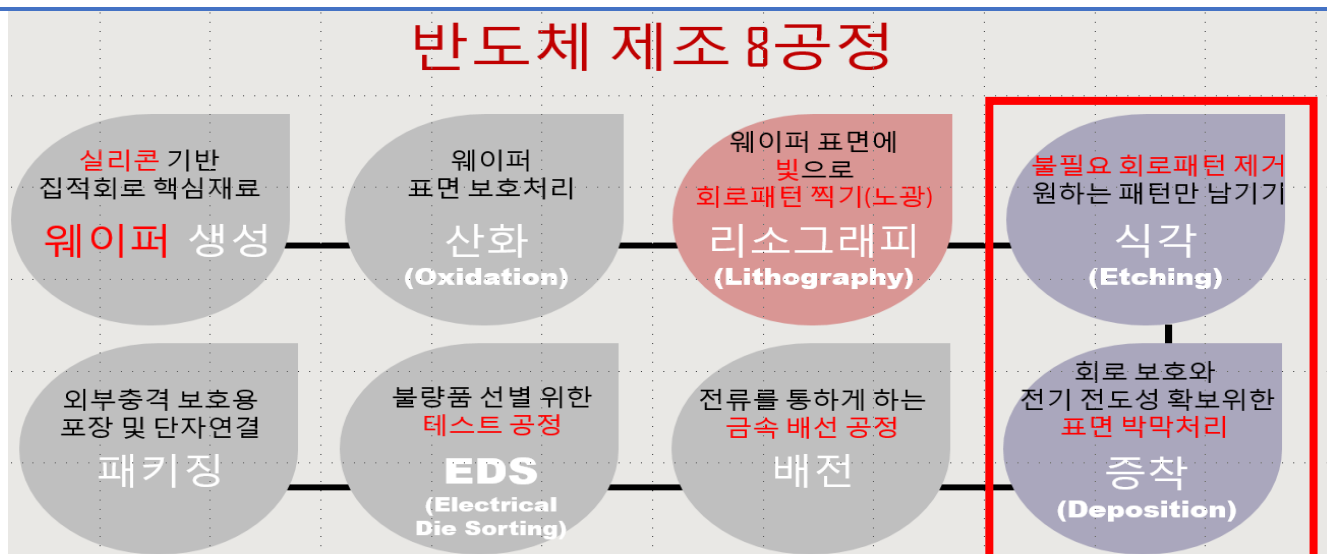 반도체 제조 8공정
실리콘 기반
집적회로 핵심재료
웨이퍼 생성
웨이퍼
표면 보호처리
산화
(Oxidation)
웨이퍼 표면에
빛으로
회로패턴 찍기(노광)
리소그래피
(Lithography)
불필요 회로패턴 제거
원하는 패턴만 남기기
식각
(Etching)
회로 보호와
전기 전도성 확보위한
표면 박막처리
증착
(Deposition)
전류를 통하게 하는
금속 배선 공정
배전
불량품 선별 위한
테스트 공정
EDS
(Electrical
Die Sorting)
외부충격 보호용
포장 및 단자연결
패키징